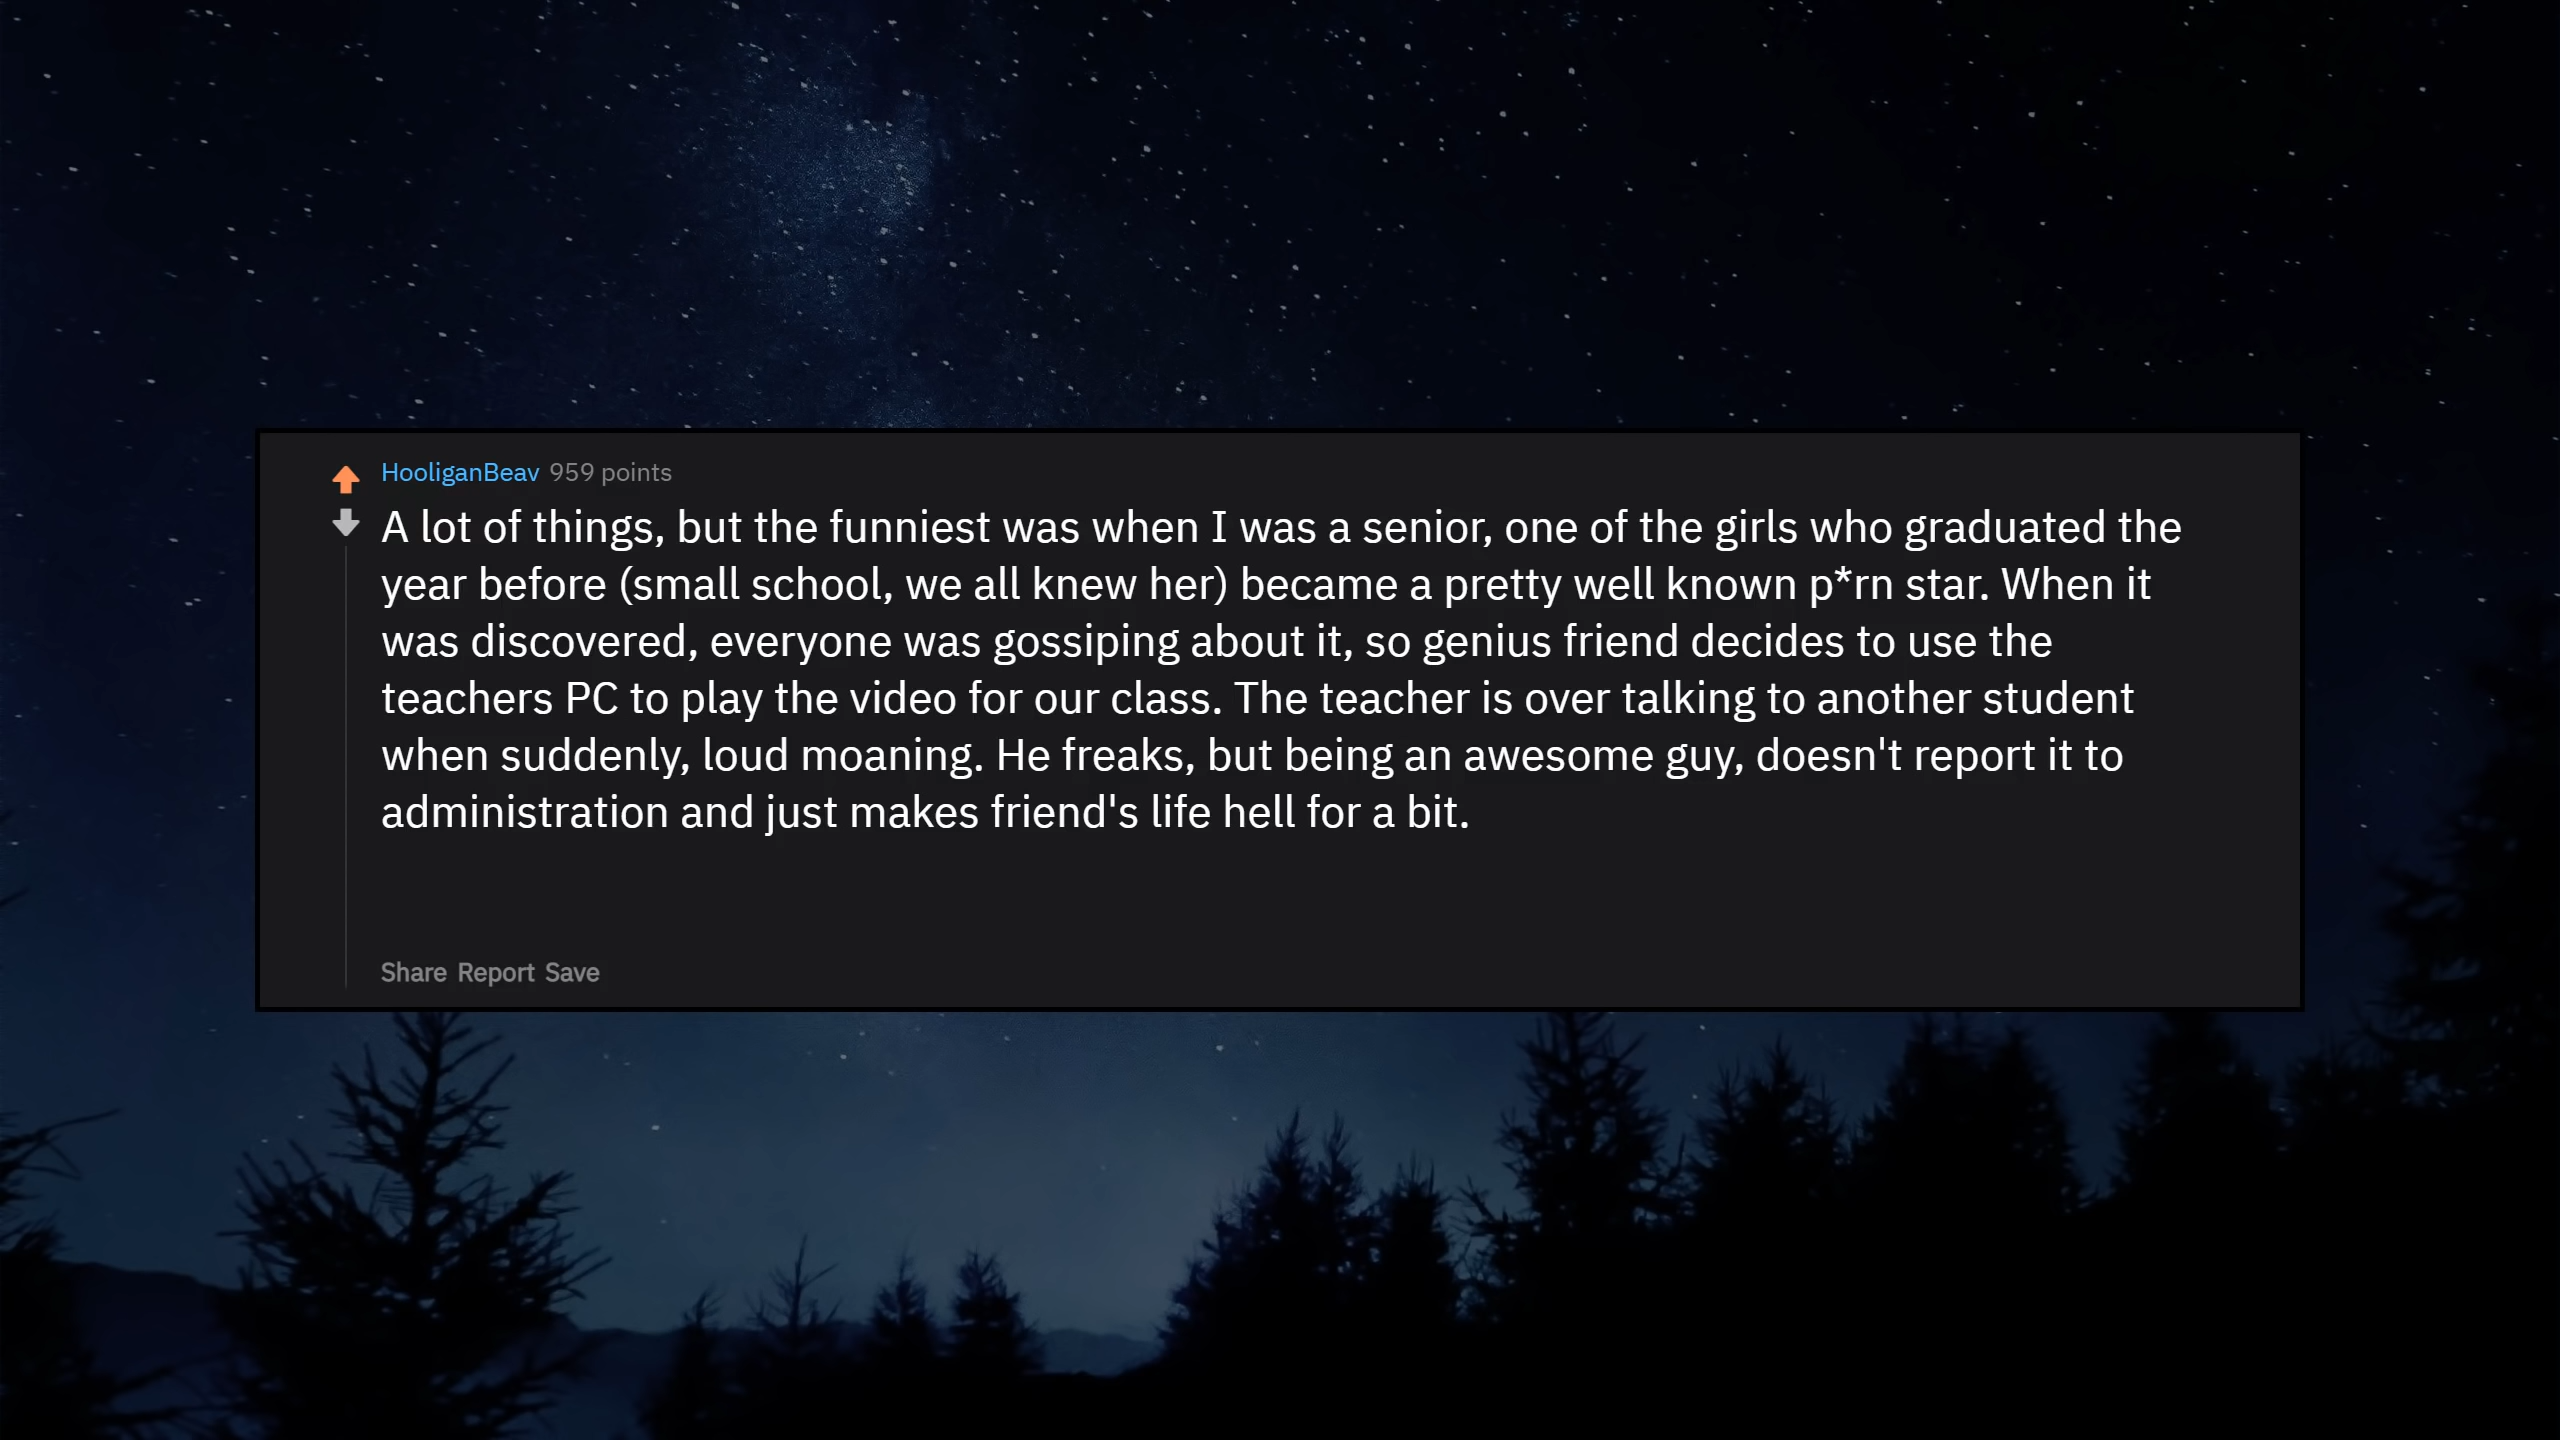 HooliganBeav 959 points
A lot of things, but the funniest was when I was a senior, one of the girls who graduated the
year before (small school, we all knew her) became a pretty well known p*rn star. When it
was discovered, everyone was gossiping about it, so genius friend decides to use the
teachers PC to play the video for our class. The teacher is over talking to another student
when suddenly, loud moaning. He freaks, but being an awesome guy, doesn't report it to
administration and just makes friend's life hell for a bit.
Share Report Save